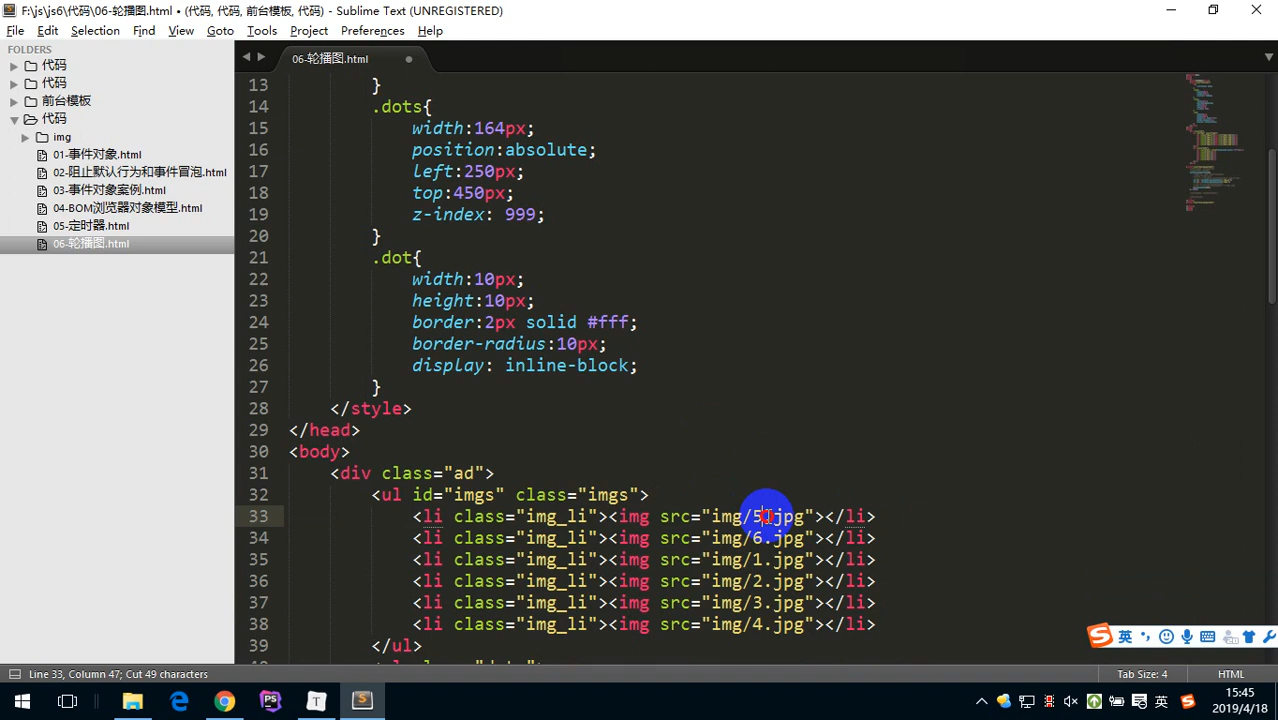 F:\js\js6\代码\06-轮播图.html • (代码, 代码, 前台模板, 代码) - Sublime Text (UNREGISTERED)
File Edit Selection Find View Goto Tools Project Preferences Help
FOLDERS
代码
代码
前台模板
代码
img
01-事件对象.html
02-阻止默认行为和事件冒泡.html
03-事件对象案例.html
04-BOM浏览器对象模型.html
05-定时器.html
06-轮播图.html
06-轮播图.html
13 }
14 .dots{
15 width:164px;
16 position:absolute;
17 left:250px;
18 top:450px;
19 z-index: 999;
20 }
21 .dot{
22 width:10px;
23 height:10px;
24 border:2px solid #fff;
25 border-radius:10px;
26 display: inline-block;
27 }
28 </style>
29 </head>
30 <body>
31 <div class="ad">
32 <ul id="imgs" class="imgs">
33 <li class="img_li"><img src="img/5.jpg"></li>
34 <li class="img_li"><img src="img/6.jpg"></li>
35 <li class="img_li"><img src="img/1.jpg"></li>
36 <li class="img_li"><img src="img/2.jpg"></li>
37 <li class="img_li"><img src="img/3.jpg"></li>
38 <li class="img_li"><img src="img/4.jpg"></li>
39 </ul>
英
Line 33, Column 47; Cut 49 characters
Tab Size: 4
HTML
英
15:45
2019/4/18